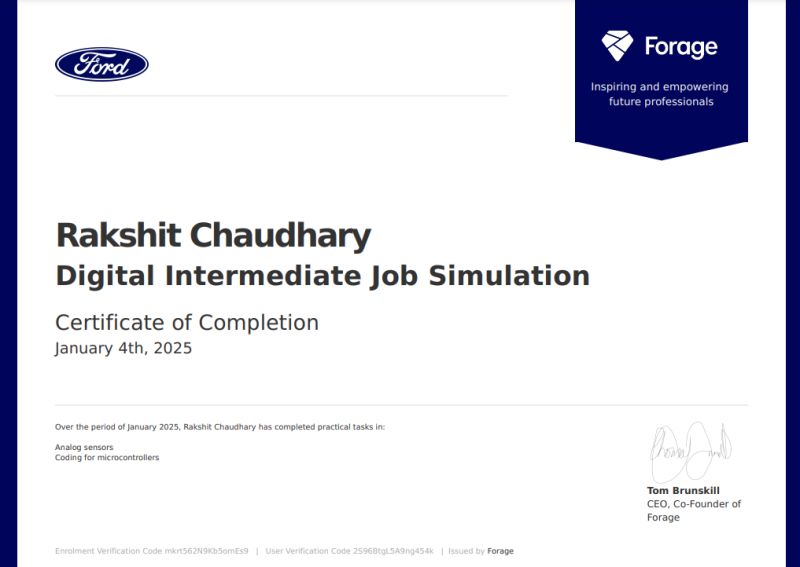 Ford
Forage
Inspiring and empowering
future professionals
Rakshit Chaudhary
Digital Intermediate Job Simulation
Certificate of Completion
January 4th, 2025
Over the period of January 2025, Rakshit Chaudhary has completed practical tasks in:
Analog sensors
Coding for microcontrollers
Tom Brunskill
CEO, Co-Founder of
Forage
Enrolment Verification Code mkrt562N9Kb5omEs9 | User Verification Code 2S96BtgL5A9ng454k | Issued by Forage